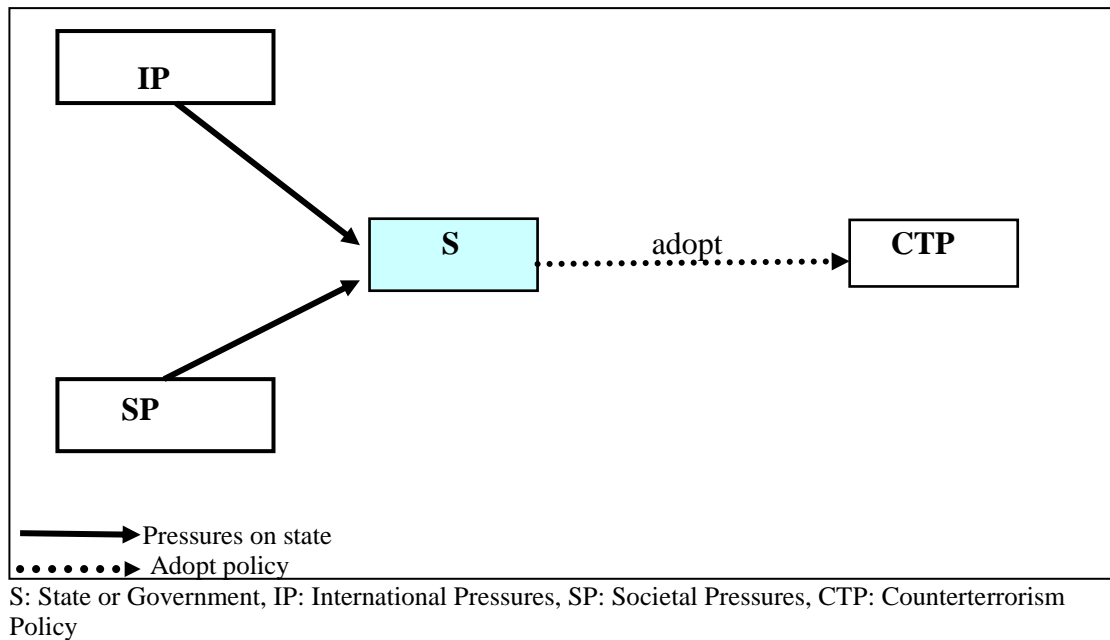 IP
S
adopt
CTP
SP
Pressures on state
Adopt policy
S: State or Government, IP: International Pressures, SP: Societal Pressures, CTP: Counterterrorism
Policy